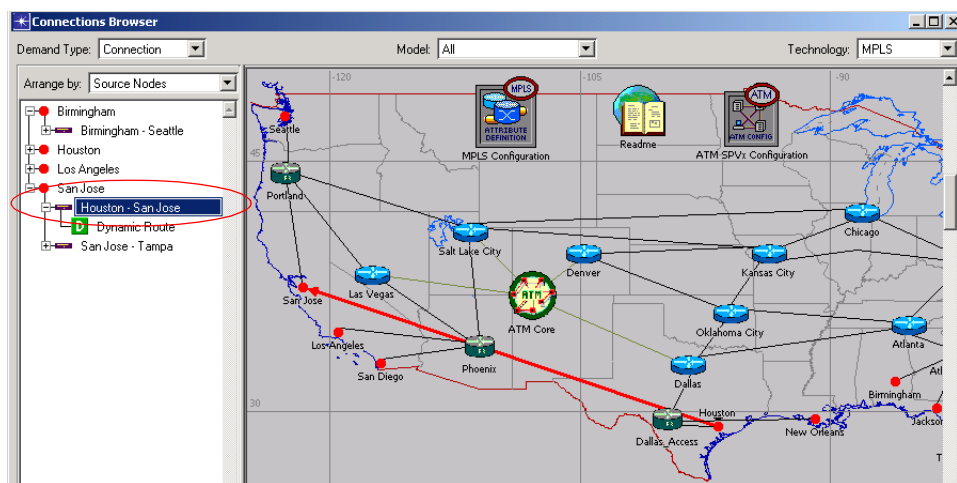 Connections Browser
Demand Type: Connection
Model: All
Technology: MPLS
Arrange by: Source Nodes
Birmingham
Birmingham - Seattle
Houston
Los Angeles
San Jose
Houston - San Jose
D Dynamic Route
San Jose - Tampa
-120
-105
-90
45
30
MPLS
ATTRIBUTE
DEFINITION
MPLS Configuration
Readme
ATM
ATM CONFIG
ATM SPVx Configuration
Seattle
Portland
Salt Lake City
Denver
Kansas City
Chicago
San Jose
Las Vegas
ATM
ATM Core
Oklahoma City
Atlanta
Los Angeles
San Diego
Phoenix
Dallas
Birmingham
Atl
Dallas_Access
Houston
New Orleans
Jackson
T